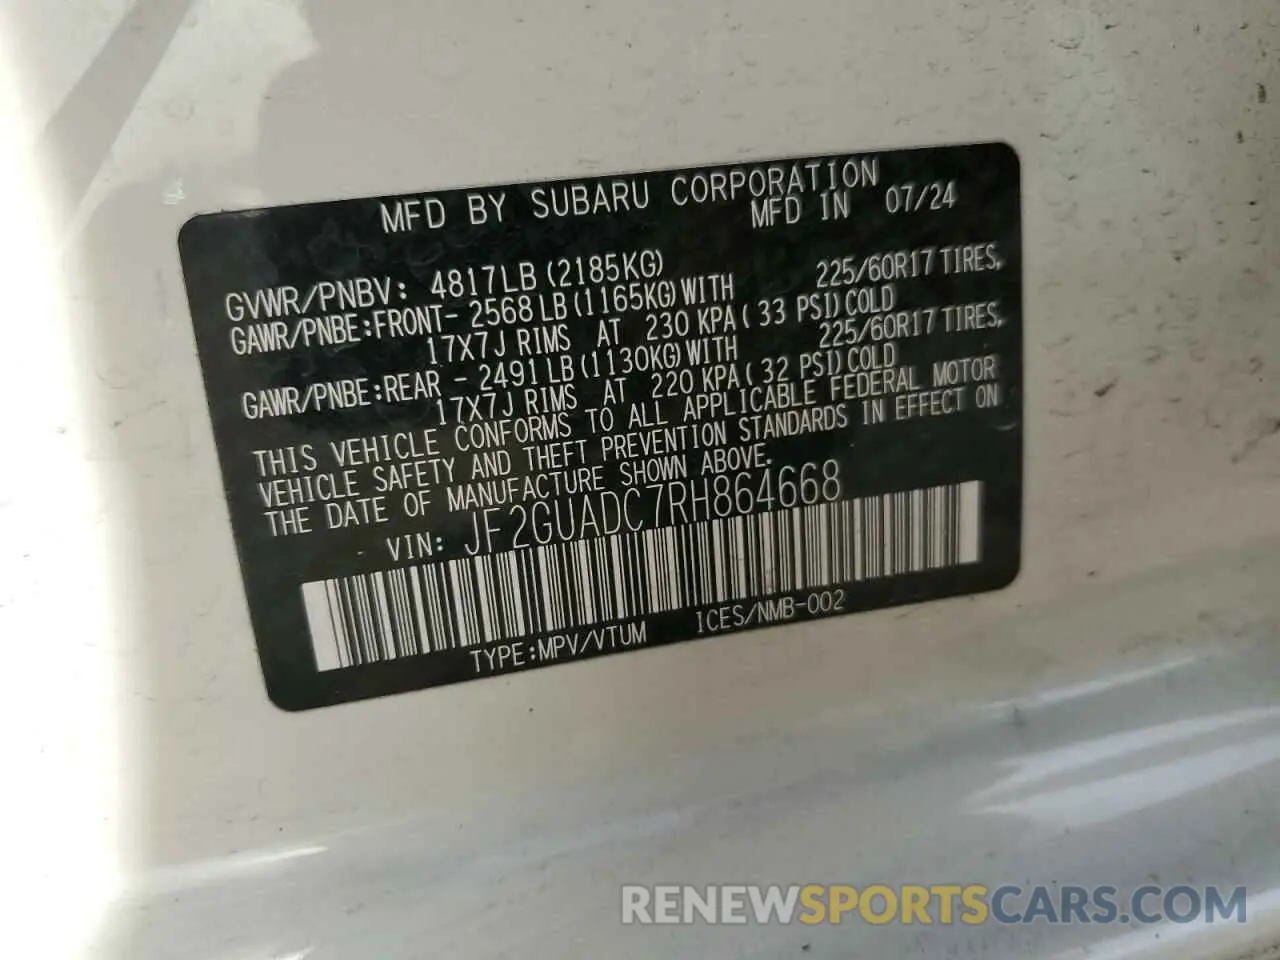 MFD BY SUBARU CORPORATION
MFD IN 07/24
GVWR/PNBV: 4817LB (2185KG)
GAWR/PNBE:FRONT- 2568 LB (1165KG) WITH 225/60R17 TIRES,
17X7J RIMS AT 230 KPA ( 33 PSI) COLD
GAWR/PNBE:REAR - 2491 LB (1130KG) WITH 225/60R17 TIRES,
17X7J RIMS AT 220 KPA ( 32 PSI) COLD
THIS VEHICLE CONFORMS TO ALL APPLICABLE FEDERAL MOTOR
VEHICLE SAFETY AND THEFT PREVENTION STANDARDS IN EFFECT ON
THE DATE OF MANUFACTURE SHOWN ABOVE.
VIN: JF2GUADC7RH864668
TYPE:MPV/VTUM ICES/NMB-002
RENEWSPORTSCARS.COM